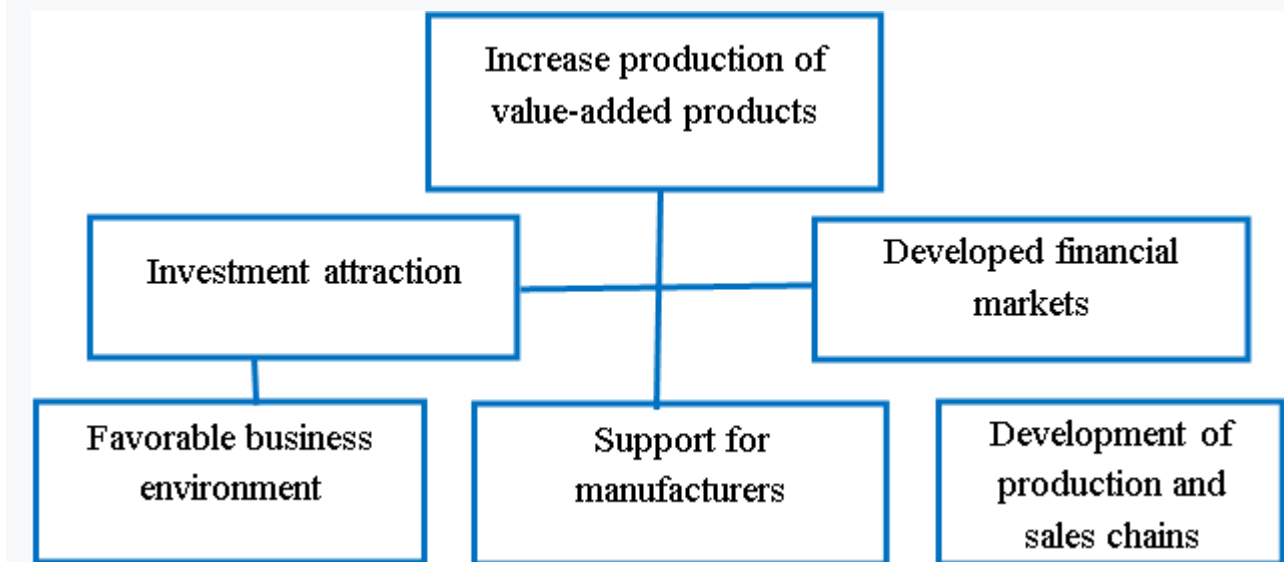 Increase production of
value-added products
Investment attraction
Developed financial
markets
Favorable business
environment
Support for
manufacturers
Development of
production and
sales chains